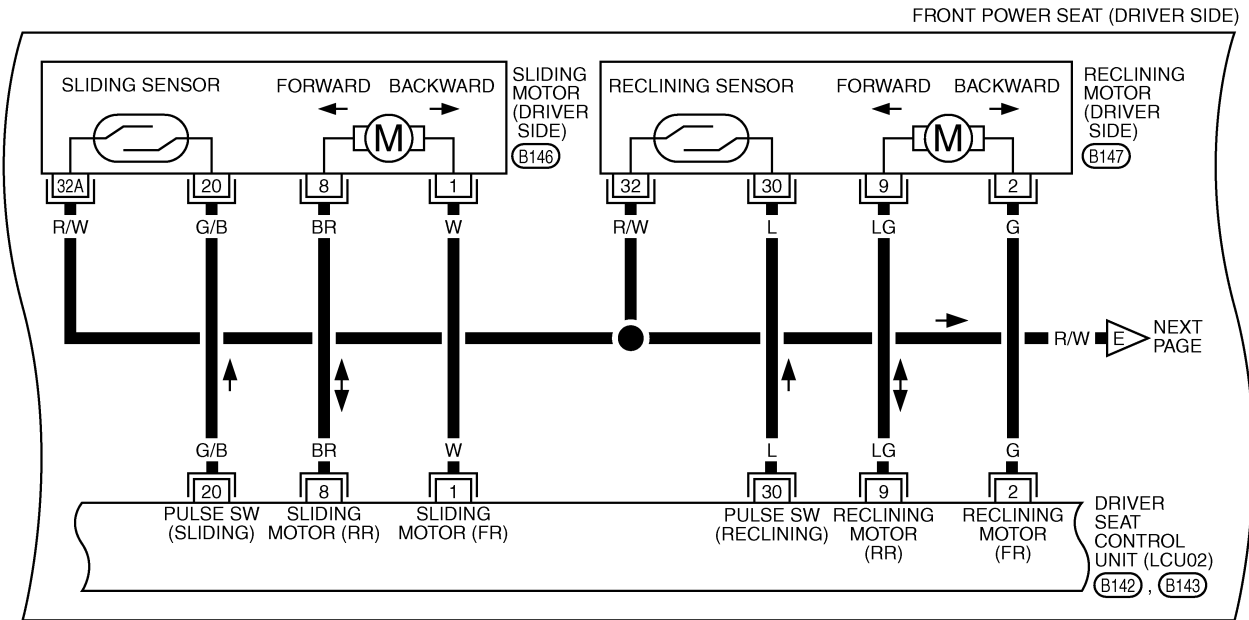 FRONT POWER SEAT (DRIVER SIDE)
SLIDING SENSOR
FORWARD
BACKWARD
M
SLIDING
MOTOR
(DRIVER
SIDE)
B146
RECLINING SENSOR
FORWARD
BACKWARD
M
RECLINING
MOTOR
(DRIVER
SIDE)
B147
32A
20
8
1
32
30
9
2
R/W
G/B
BR
W
R/W
L
LG
G
R/W
E
NEXT
PAGE
G/B
BR
W
L
LG
G
20
8
1
30
9
2
PULSE SW
(SLIDING)
SLIDING
MOTOR (RR)
SLIDING
MOTOR (FR)
PULSE SW
(RECLINING)
RECLINING
MOTOR
(RR)
RECLINING
MOTOR
(FR)
DRIVER
SEAT
CONTROL
UNIT (LCU02)
B142 , B143